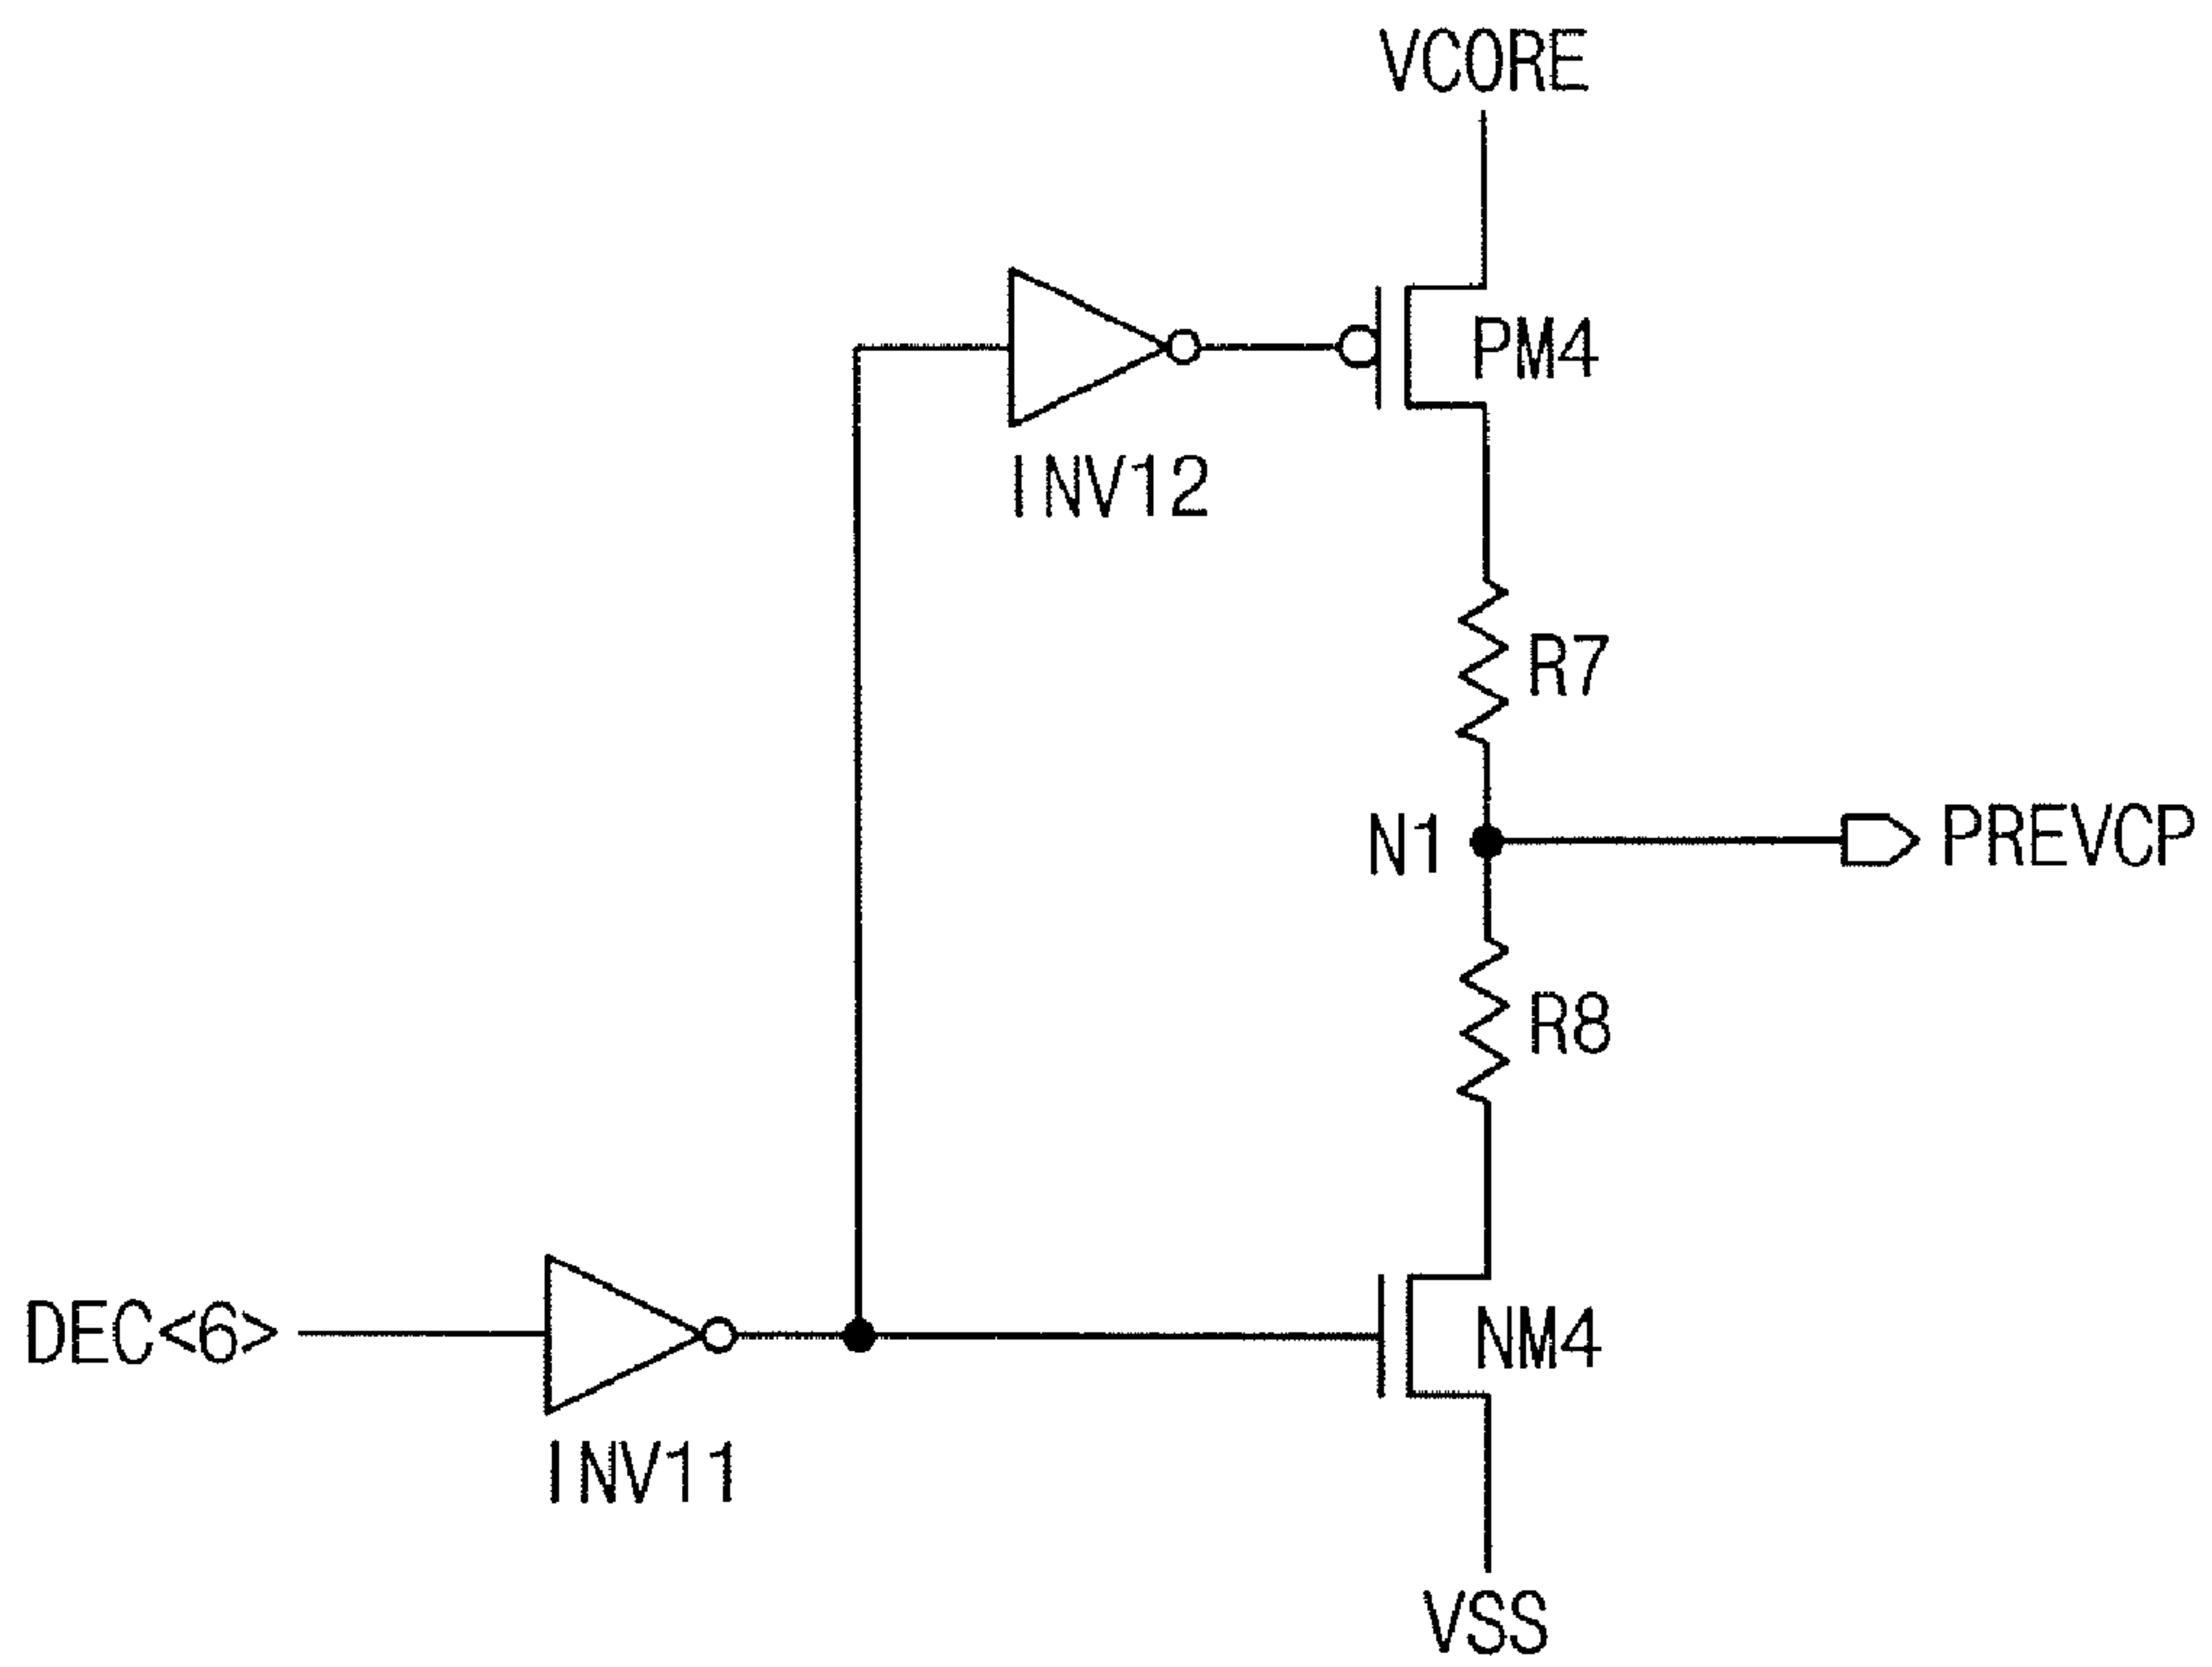 VCORE
PM4
INV12
R7
N1
PREVCP
R8
DEC<6>
NM4
INV11
VSS